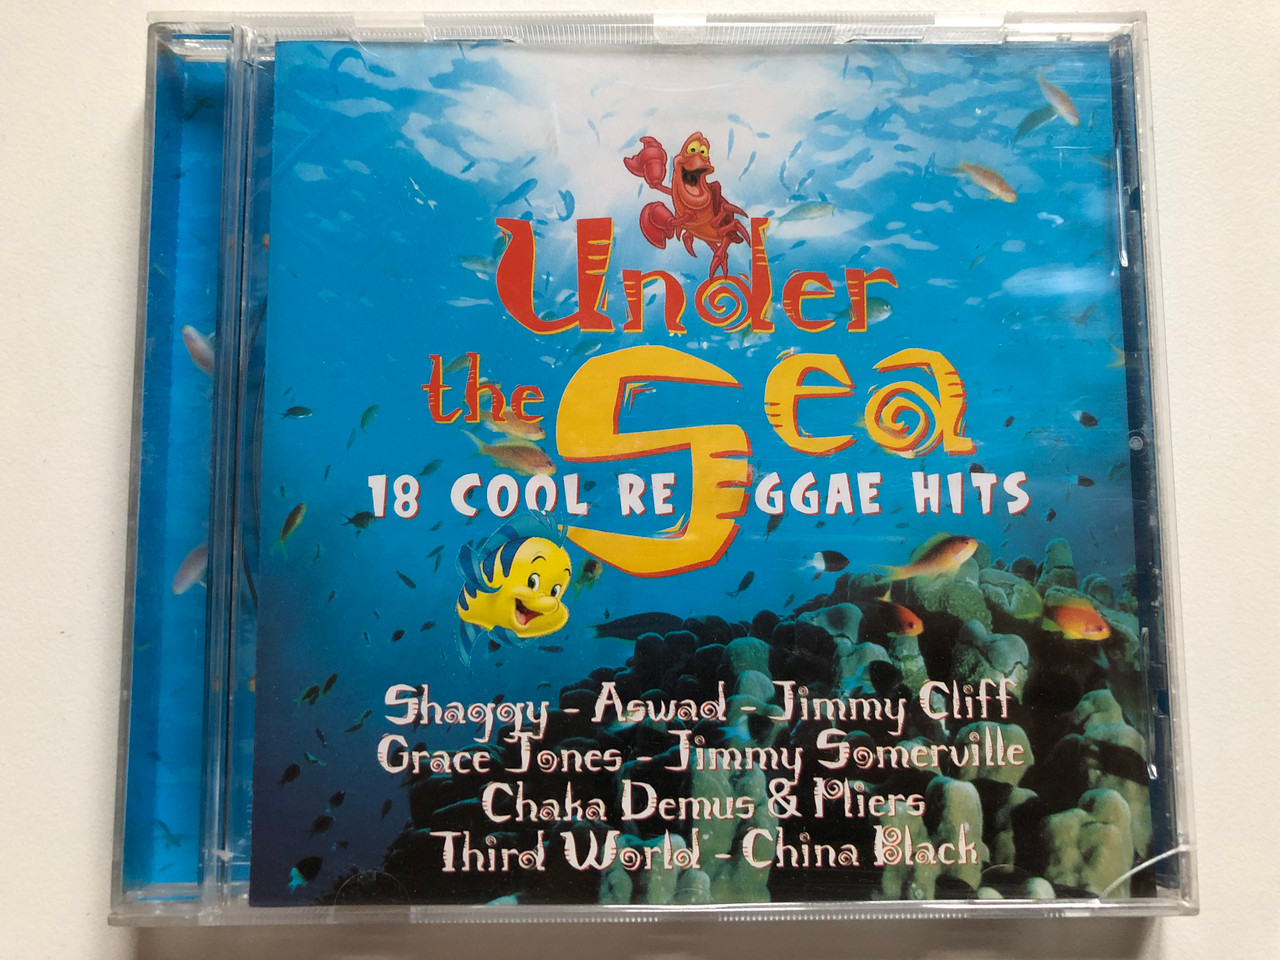 Under
the Sea
18 COOL REGGAE HITS
Shaggy - Aswad - Jimmy Cliff
Grace Jones - Jimmy Somerville
Chaka Demus & Pliers
Third World - China Black